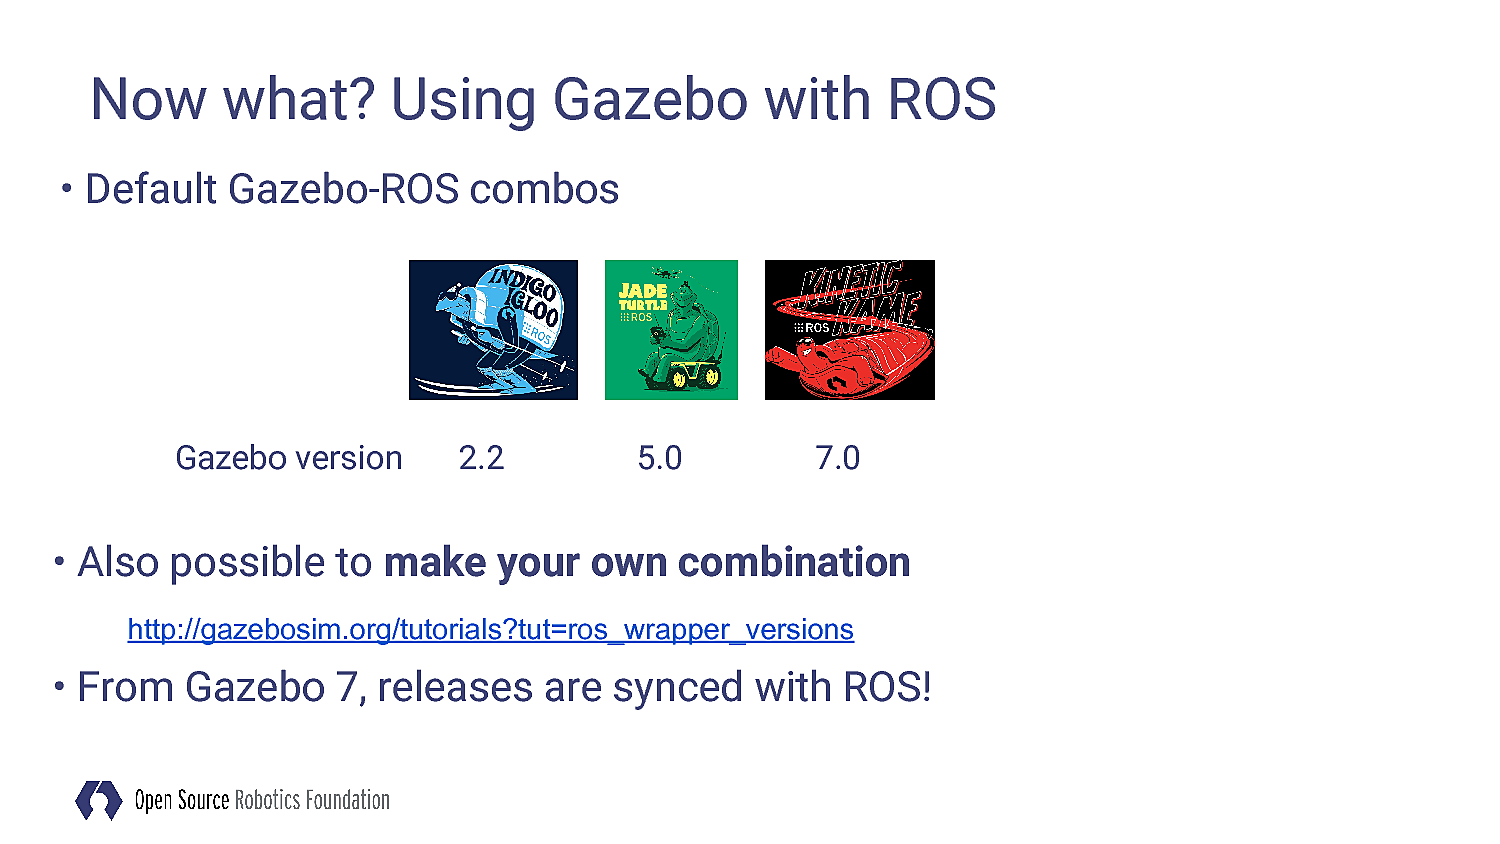 Now what? Using Gazebo with ROS
• Default Gazebo-ROS combos
INDIGO
IGLOO
ROS
JADE
TURTLE
ROS
KINETIC
KAME
ROS
Gazebo version 2.2 5.0 7.0
• Also possible to make your own combination
http://gazebosim.org/tutorials?tut=ros_wrapper_versions
• From Gazebo 7, releases are synced with ROS!
Open Source Robotics Foundation